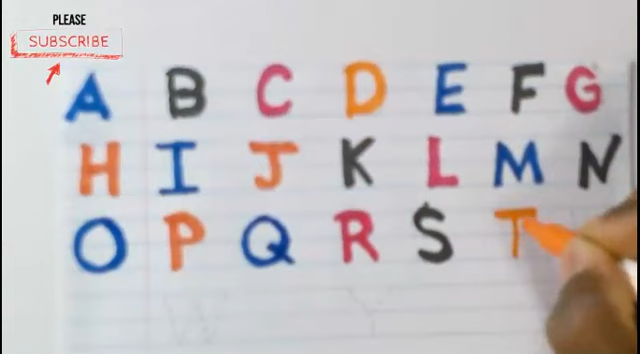 PLEASE
SUBSCRIBE
A B C D E F G
H I J K L M N
O P Q R S T
W Y